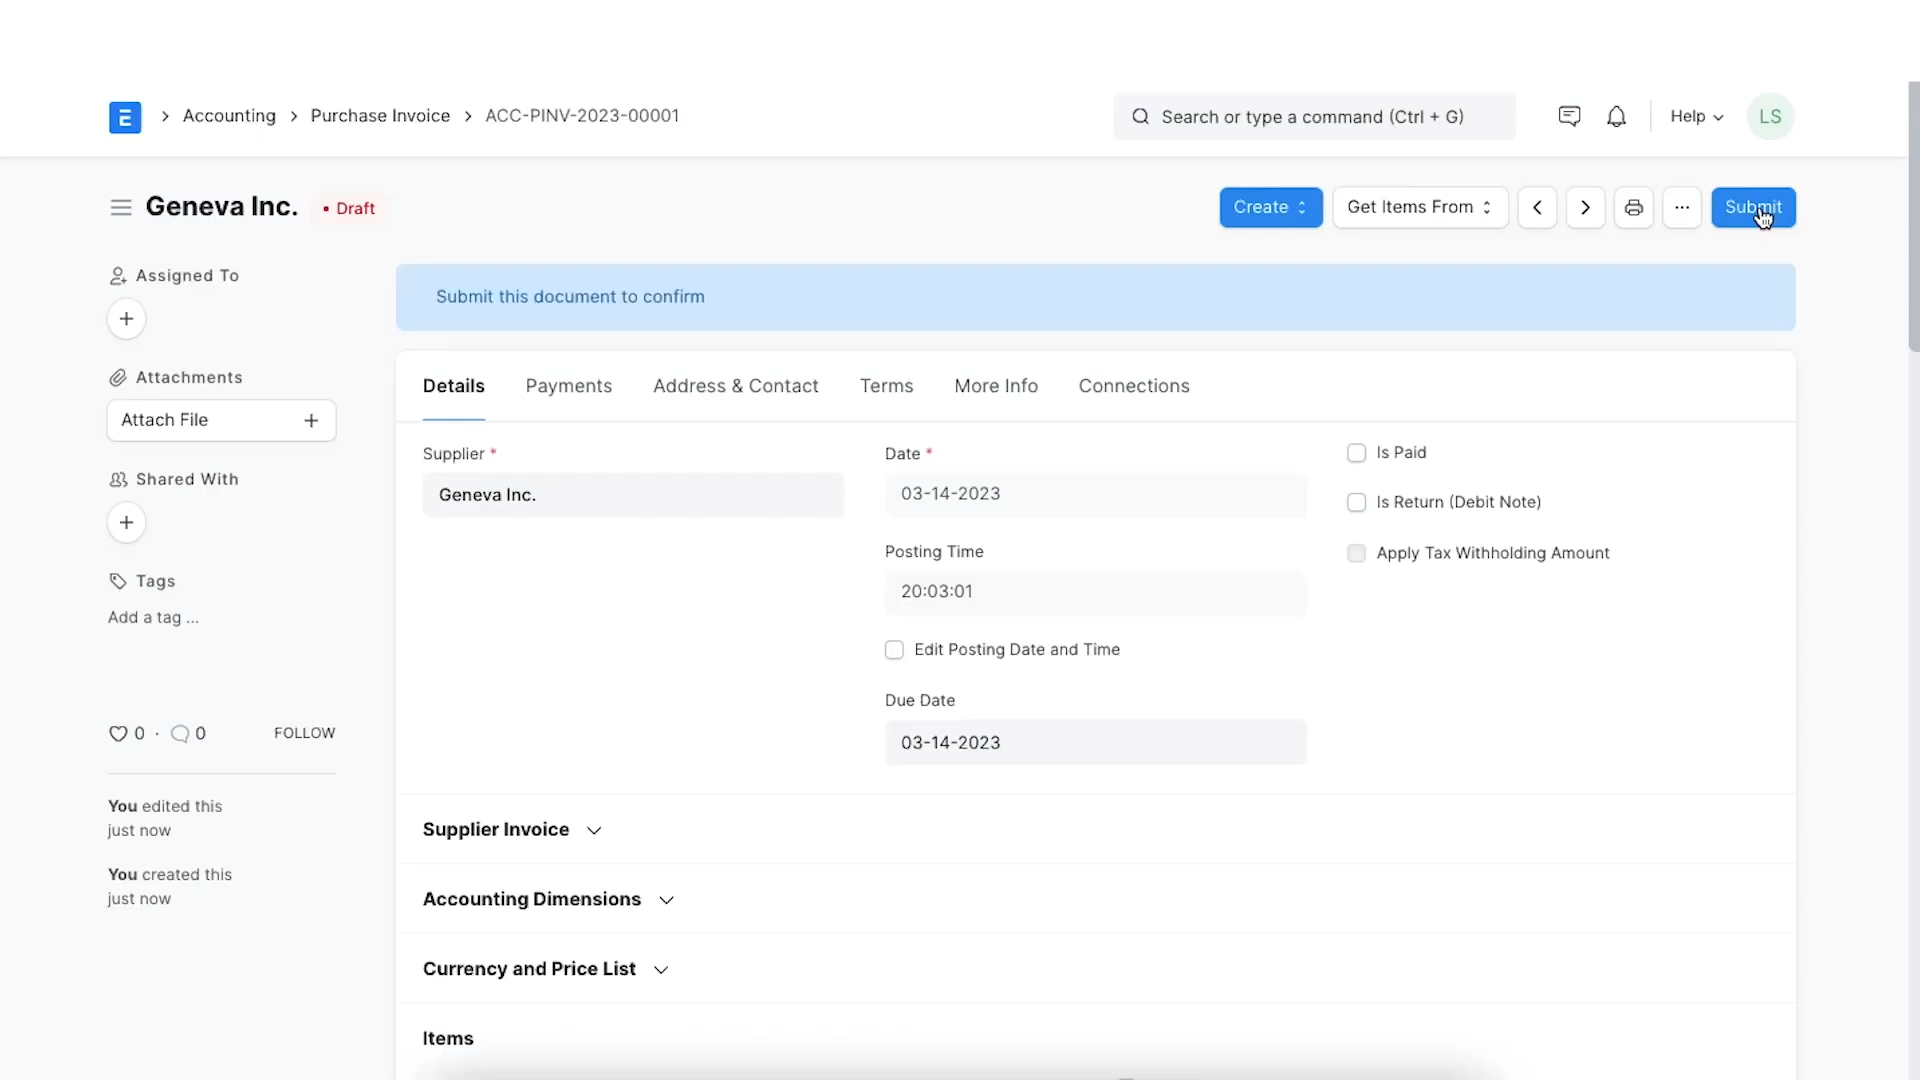 E
Accounting
Purchase Invoice
ACC-PINV-2023-00001
Search or type a command (Ctrl + G)
Help
LS
Geneva Inc.
• Draft
Create
Get Items From
...
Submit
Assigned To
Submit this document to confirm
Attachments
Attach File
Shared With
Tags
Add a tag ...
0 · 0
FOLLOW
You edited this
just now
You created this
just now
Details
Payments
Address & Contact
Terms
More Info
Connections
Supplier *
Geneva Inc.
Date *
03-14-2023
Posting Time
20:03:01
Edit Posting Date and Time
Due Date
03-14-2023
Is Paid
Is Return (Debit Note)
Apply Tax Withholding Amount
Supplier Invoice
Accounting Dimensions
Currency and Price List
Items